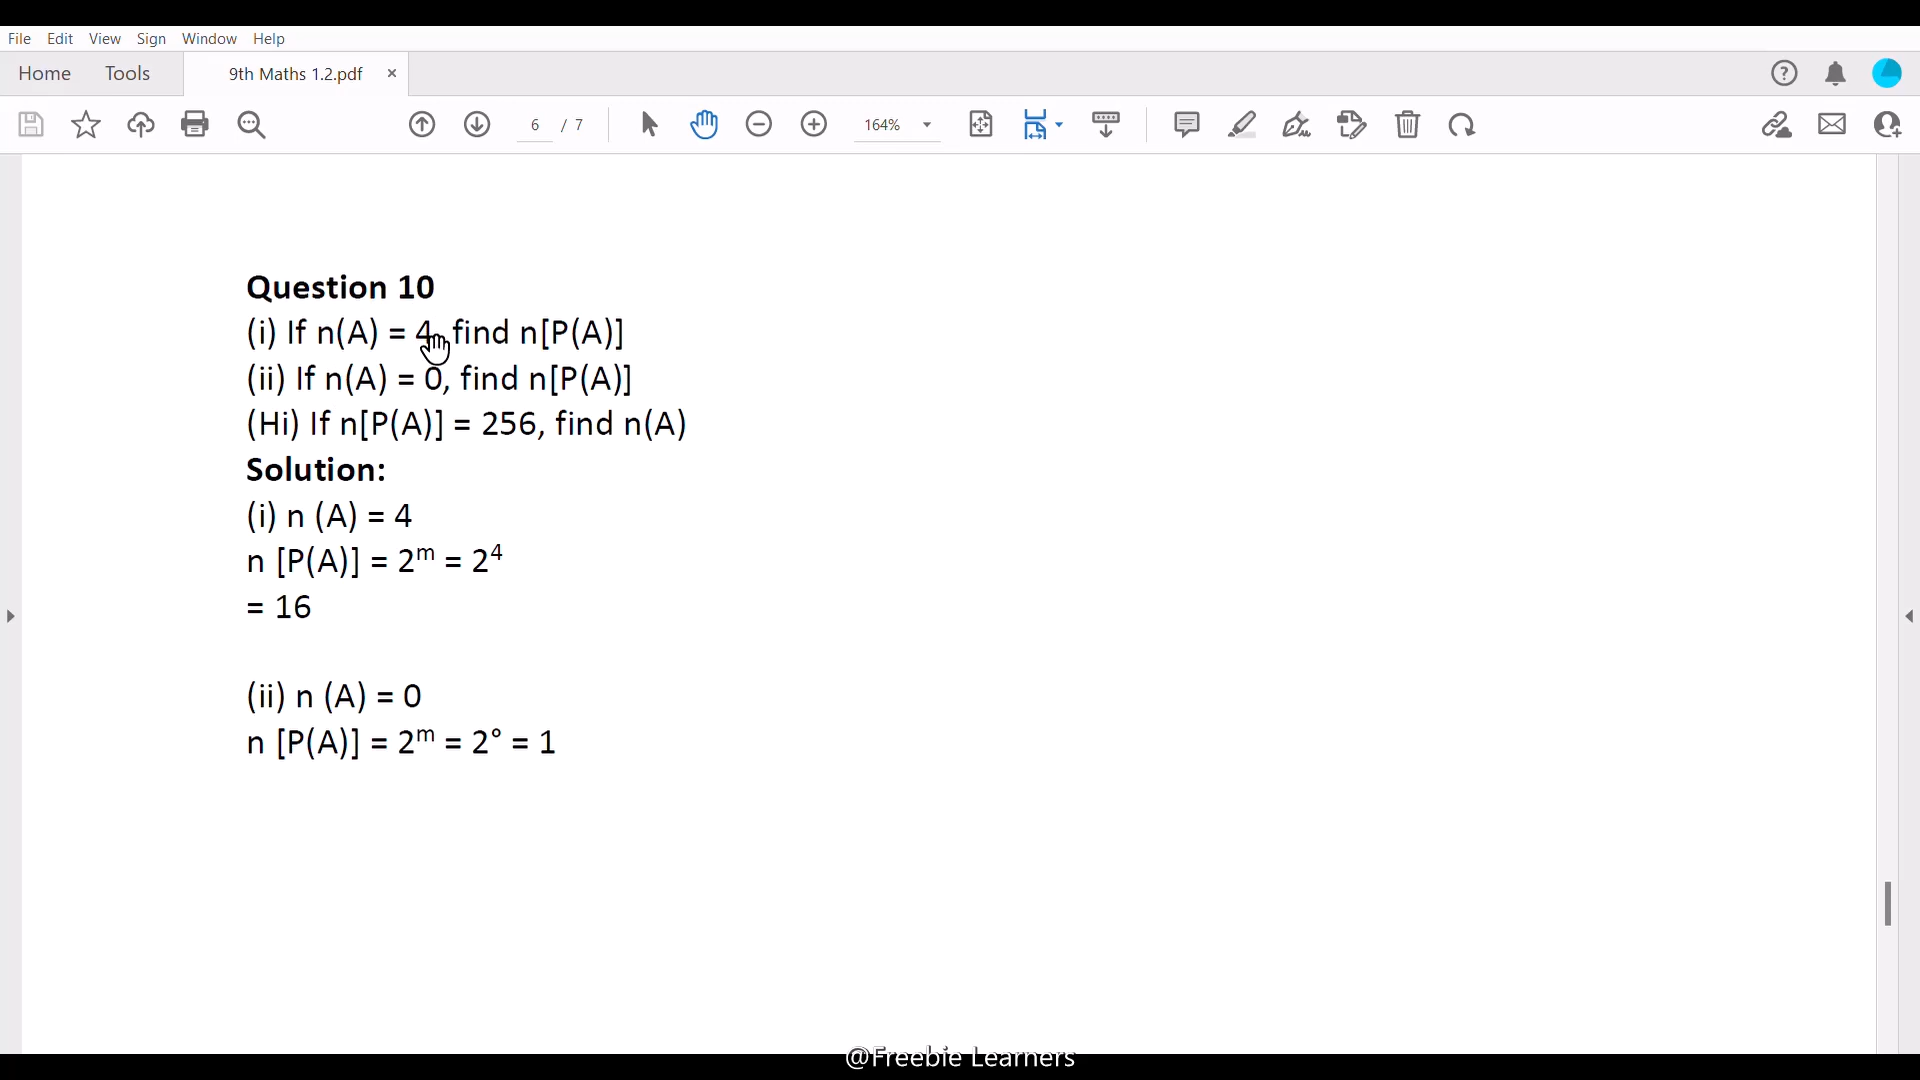 File Edit View Sign Window Help
Home Tools 9th Maths 1.2.pdf ×
6 / 7 164%
Question 10
(i) If n(A) = 4, find n[P(A)]
(ii) If n(A) = 0, find n[P(A)]
(Hi) If n[P(A)] = 256, find n(A)
Solution:
(i) n (A) = 4
n [P(A)] = 2ᵐ = 2⁴
= 16
(ii) n (A) = 0
n [P(A)] = 2ᵐ = 2° = 1
@Freebie Learners